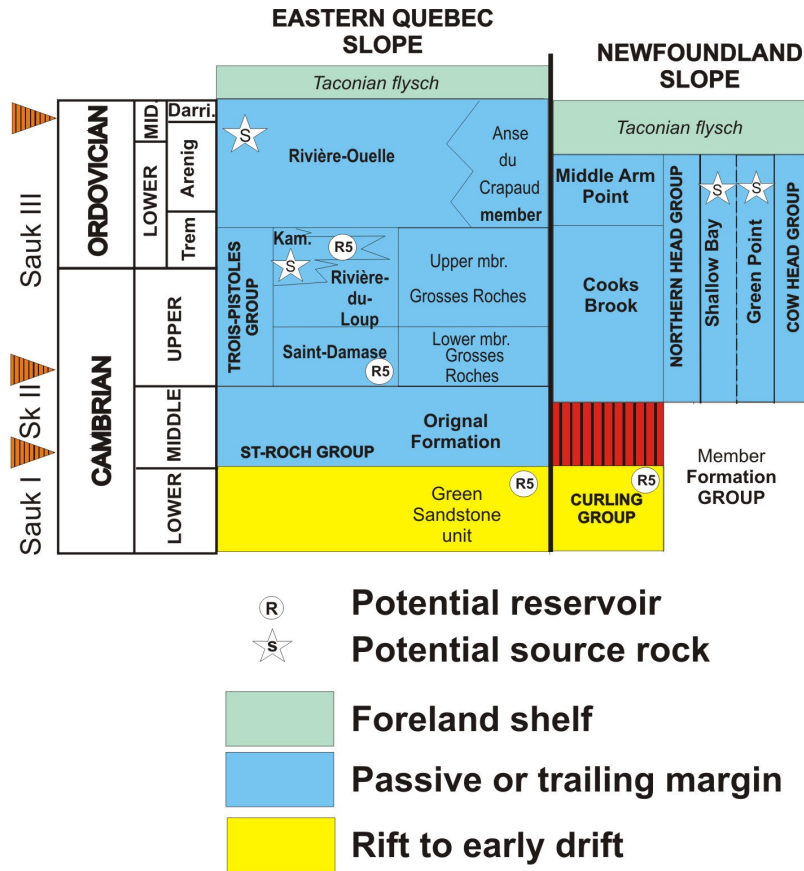 EASTERN QUEBEC
SLOPE
NEWFOUNDLAND
SLOPE
Taconian flysch
Taconian flysch
Sauk III
Sk II
Sauk I
ORDOVICIAN
CAMBRIAN
MID.
LOWER
UPPER
MIDDLE
LOWER
Darri.
Arenig
Trem
S
Rivière-Ouelle
Anse
du
Crapaud
member
TROIS-PISTOLES
GROUP
Kam.
R5
S
Rivière-
du-
Loup
Upper mbr.
Grosses Roches
Saint-Damase
R5
Lower mbr.
Grosses
Roches
Orignal
Formation
ST-ROCH GROUP
R5
Green
Sandstone
unit
Middle Arm
Point
Cooks
Brook
NORTHERN HEAD GROUP
S
Shallow Bay
S
Green Point
COW HEAD GROUP
R5
CURLING
GROUP
Member
Formation
GROUP
R
Potential reservoir
s
Potential source rock
Foreland shelf
Passive or trailing margin
Rift to early drift